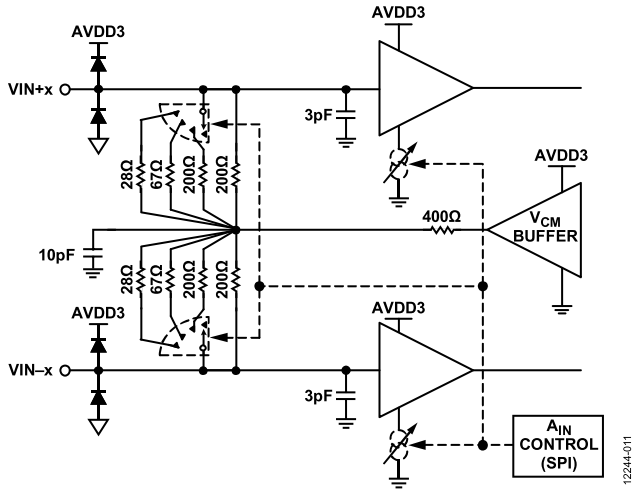 AVDD3
AVDD3
VIN+x
3pF
28Ω
67Ω
200Ω
200Ω
AVDD3
400Ω
VCM
BUFFER
10pF
28Ω
67Ω
200Ω
200Ω
AVDD3
AVDD3
VIN–x
3pF
AIN
CONTROL
(SPI)
12244-011